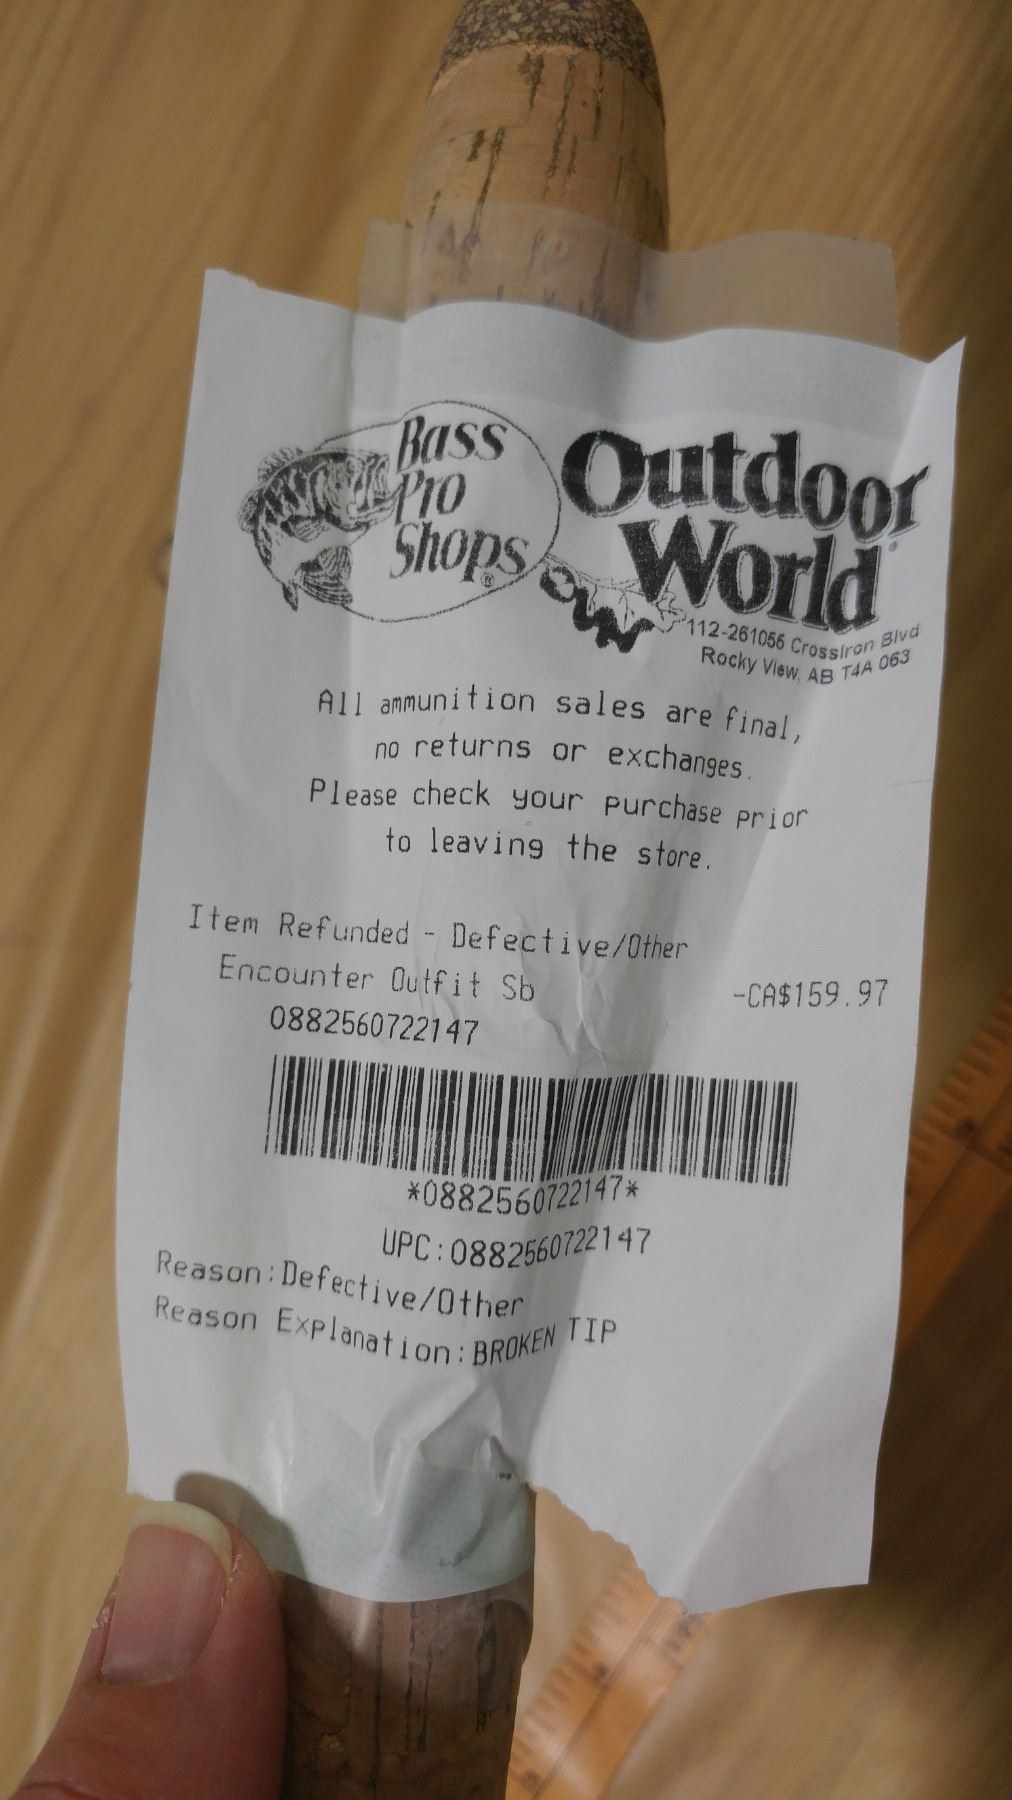 Bass
Pro
Shops®
Outdoor
World®
112-261055 CrossIron Blvd
Rocky View, AB T4A 063
All ammunition sales are final,
no returns or exchanges.
Please check your purchase prior
to leaving the store.
Item Refunded - Defective/Other
Encounter Outfit Sb -CA$159.97
0882560722147
*0882560722147*
UPC:0882560722147
Reason:Defective/Other
Reason Explanation:BROKEN TIP